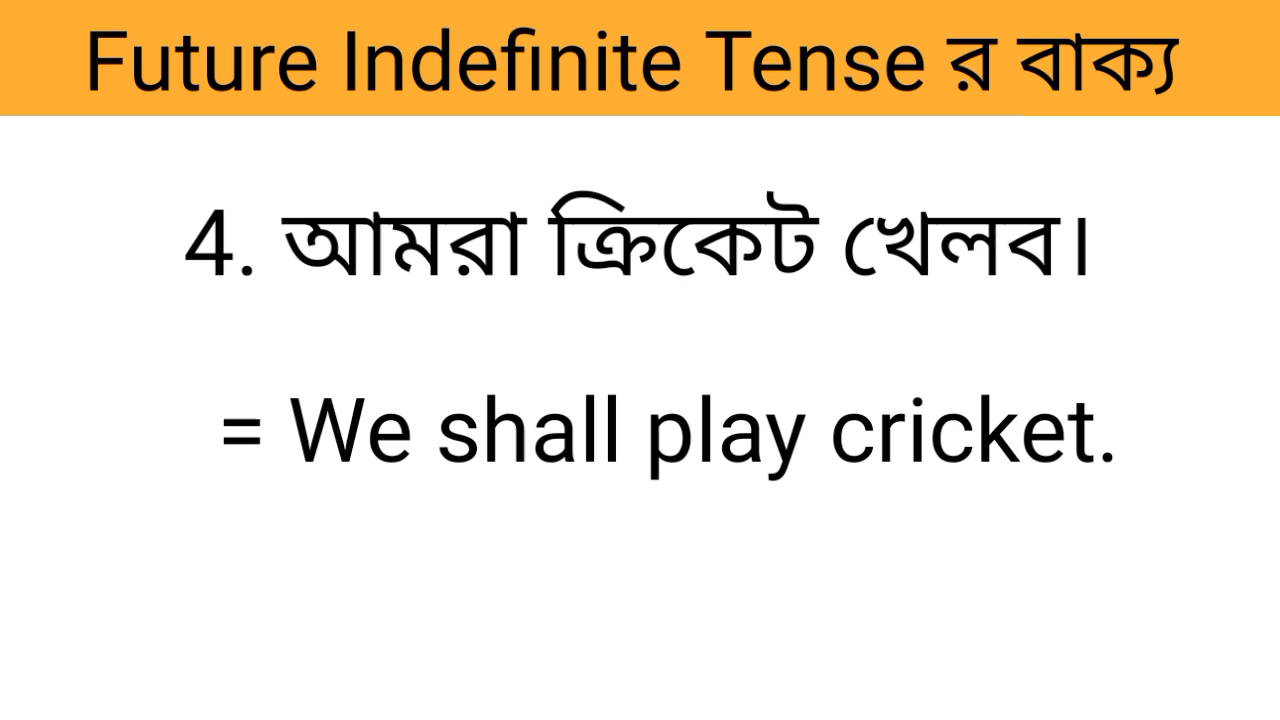 Future Indefinite Tense র বাক্য
4. আমরা ক্রিকেট খেলব।
= We shall play cricket.